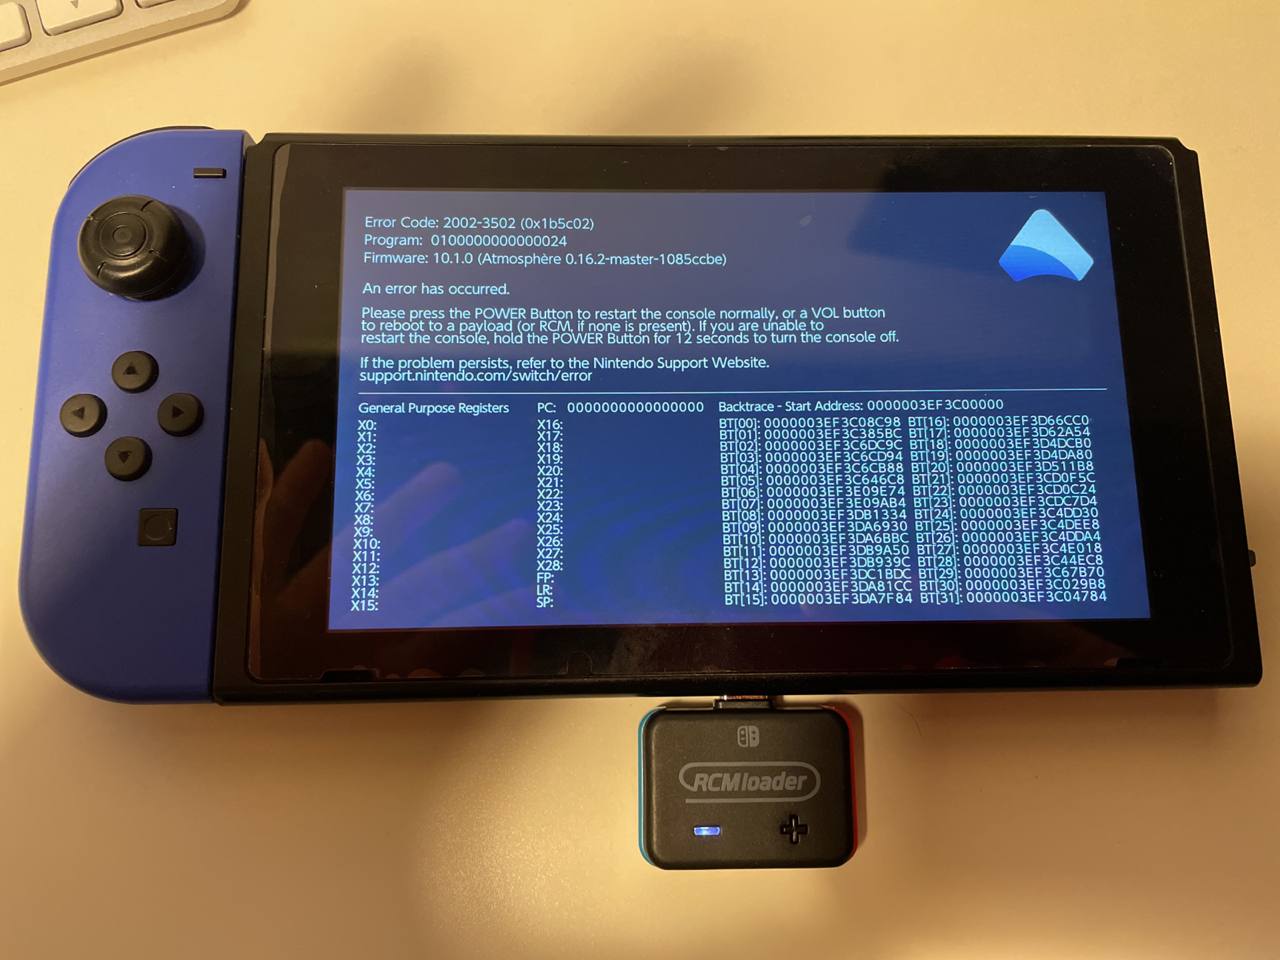 Error Code: 2002-3502 (0x1b5c02)
Program: 0100000000000024
Firmware: 10.1.0 (Atmosphère 0.16.2-master-1085ccbe)
An error has occurred.
Please press the POWER Button to restart the console normally, or a VOL button
to reboot to a payload (or RCM, if none is present). If you are unable to
restart the console, hold the POWER Button for 12 seconds to turn the console off.
If the problem persists, refer to the Nintendo Support Website.
support.nintendo.com/switch/error
General Purpose Registers PC: 0000000000000000 Backtrace - Start Address: 0000003EF3C00000
X0: X16: BT[00]: 0000003EF3C08C98 BT[16]: 0000003EF3D66CC0
X1: X17: BT[01]: 0000003EF3C385BC BT[17]: 0000003EF3D62A54
X2: X18: BT[02]: 0000003EF3C6DC9C BT[18]: 0000003EF3D4DCB0
X3: X19: BT[03]: 0000003EF3C6CD94 BT[19]: 0000003EF3D4DA80
X4: X20: BT[04]: 0000003EF3C6CB88 BT[20]: 0000003EF3D511B8
X5: X21: BT[05]: 0000003EF3C646C8 BT[21]: 0000003EF3CD0F5C
X6: X22: BT[06]: 0000003EF3E09E74 BT[22]: 0000003EF3CD0C24
X7: X23: BT[07]: 0000003EF3E09AB4 BT[23]: 0000003EF3CDC7D4
X8: X24: BT[08]: 0000003EF3DB1334 BT[24]: 0000003EF3C4DD30
X9: X25: BT[09]: 0000003EF3DA6930 BT[25]: 0000003EF3C4DEE8
X10: X26: BT[10]: 0000003EF3DA6BBC BT[26]: 0000003EF3C4DDA4
X11: X27: BT[11]: 0000003EF3DB9A50 BT[27]: 0000003EF3C4E018
X12: X28: BT[12]: 0000003EF3DB939C BT[28]: 0000003EF3C44EC8
X13: FP: BT[13]: 0000003EF3DC1BDC BT[29]: 0000003EF3C67B70
X14: LR: BT[14]: 0000003EF3DA81CC BT[30]: 0000003EF3C029B8
X15: SP: BT[15]: 0000003EF3DA7F84 BT[31]: 0000003EF3C04784
RCMloader